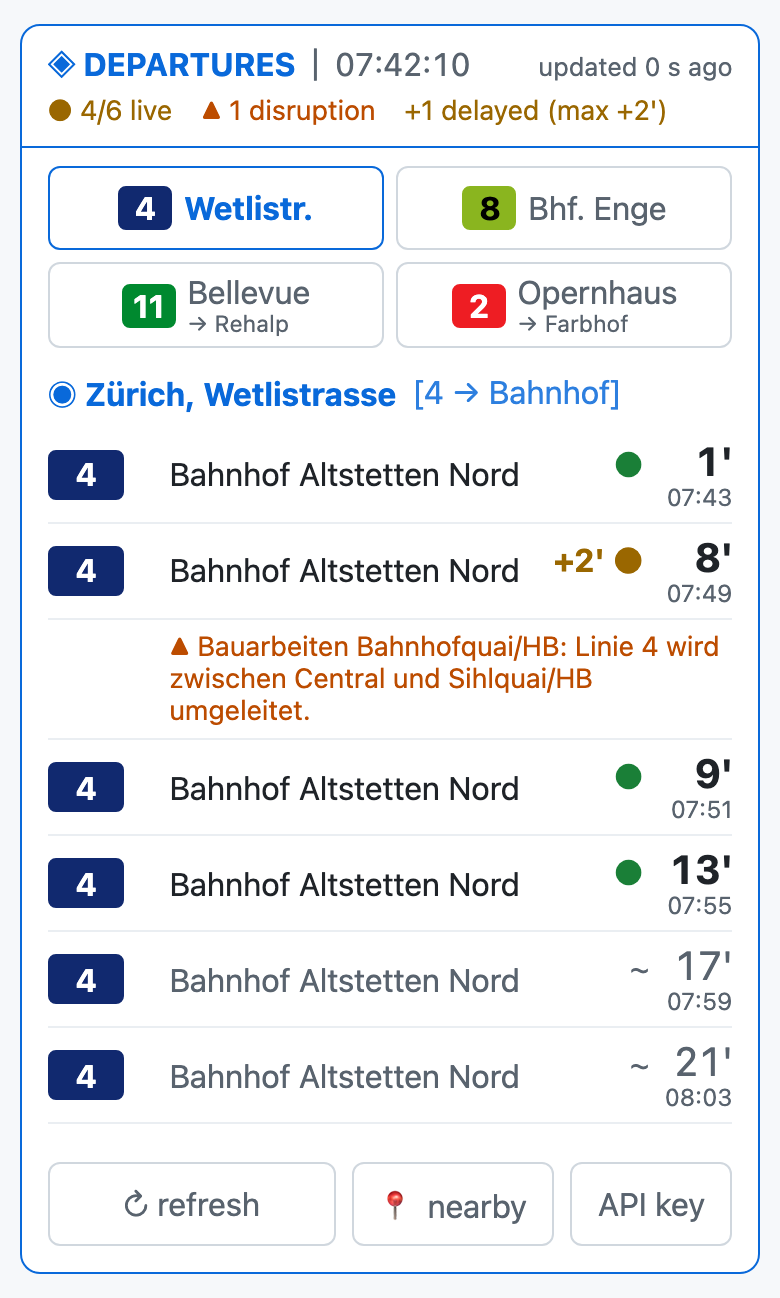 ◈ DEPARTURES | 07:42:10 updated 0 s ago
● 4/6 live ▲ 1 disruption +1 delayed (max +2')
4 Wetlistr.
8 Bhf. Enge
11 Bellevue
→ Rehalp
2 Opernhaus
→ Farbhof
◉ Zürich, Wetlistrasse [4 → Bahnhof]
4 Bahnhof Altstetten Nord ● 1'
07:43
4 Bahnhof Altstetten Nord +2' ● 8'
07:49
▲ Bauarbeiten Bahnhofquai/HB: Linie 4 wird
zwischen Central und Sihlquai/HB
umgeleitet.
4 Bahnhof Altstetten Nord ● 9'
07:51
4 Bahnhof Altstetten Nord ● 13'
07:55
4 Bahnhof Altstetten Nord ~ 17'
07:59
4 Bahnhof Altstetten Nord ~ 21'
08:03
↻ refresh
📍 nearby
API key